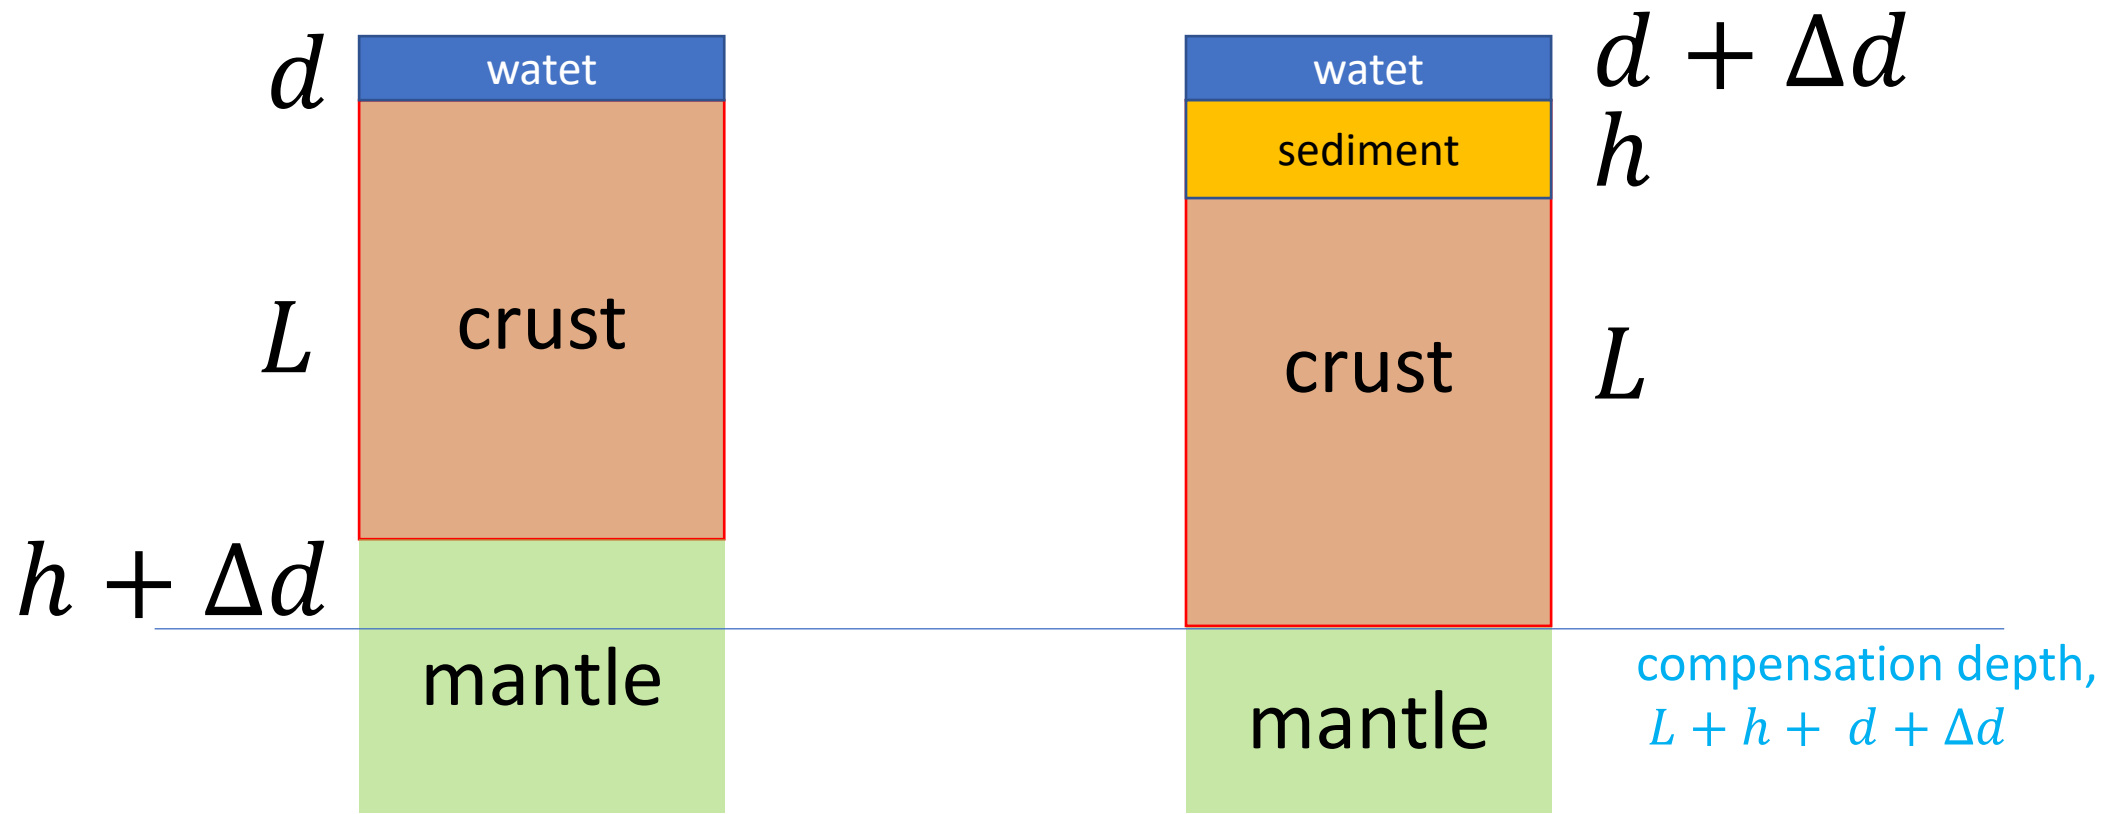 d
watet
crust
L
h + Δd
mantle
watet
d + Δd
sediment
h
crust
L
mantle
compensation depth,
L + h + d + Δd